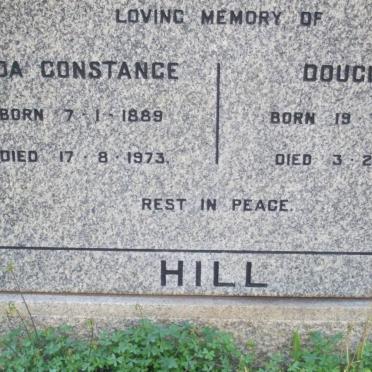 LOVING MEMORY OF
DA CONSTANCE DOUG
BORN 7·1·1889 BORN 19
DIED 17·8·1973. DIED 3·2
REST IN PEACE.
HILL